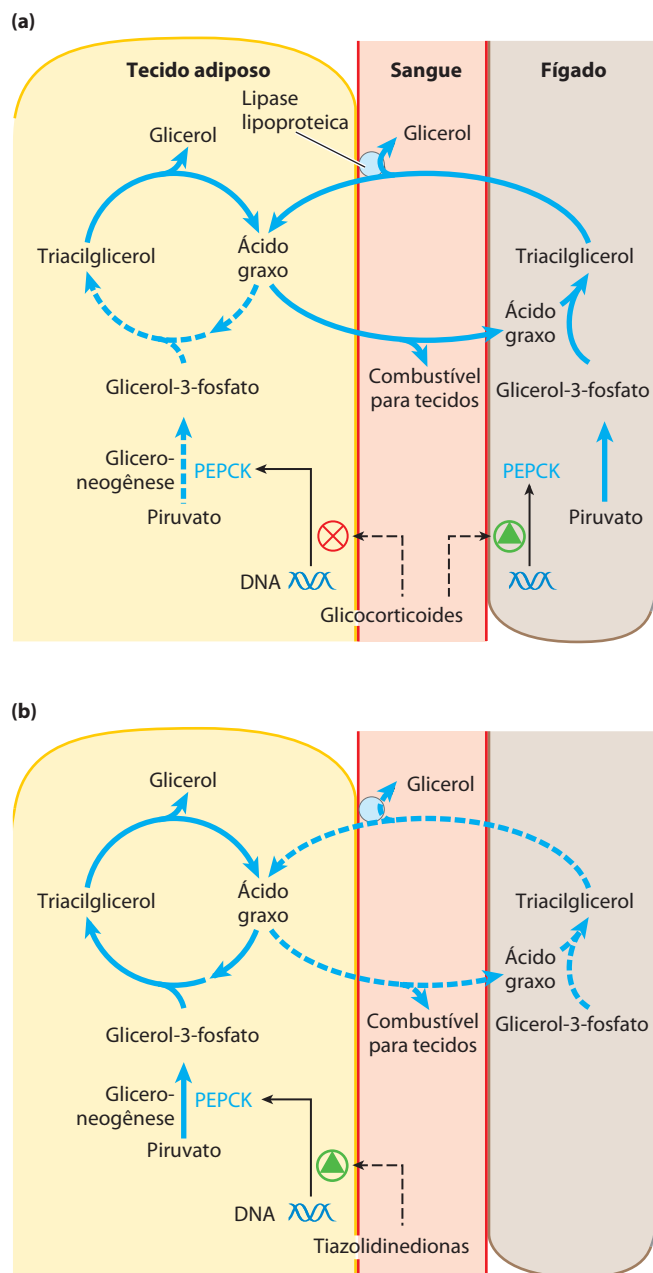 (a)
Tecido adiposo
Sangue
Fígado
Lipase
lipoproteica
Glicerol
Glicerol
Triacilglicerol
Ácido
graxo
Triacilglicerol
Ácido
graxo
Glicerol-3-fosfato
Combustível
para tecidos
Glicerol-3-fosfato
Glicero-
neogênese
PEPCK
Piruvato
PEPCK
Piruvato
DNA
Glicocorticoides
(b)
Glicerol
Glicerol
Triacilglicerol
Ácido
graxo
Triacilglicerol
Ácido
graxo
Glicerol-3-fosfato
Combustível
para tecidos
Glicerol-3-fosfato
Glicero-
neogênese
PEPCK
Piruvato
DNA
Tiazolidinedionas